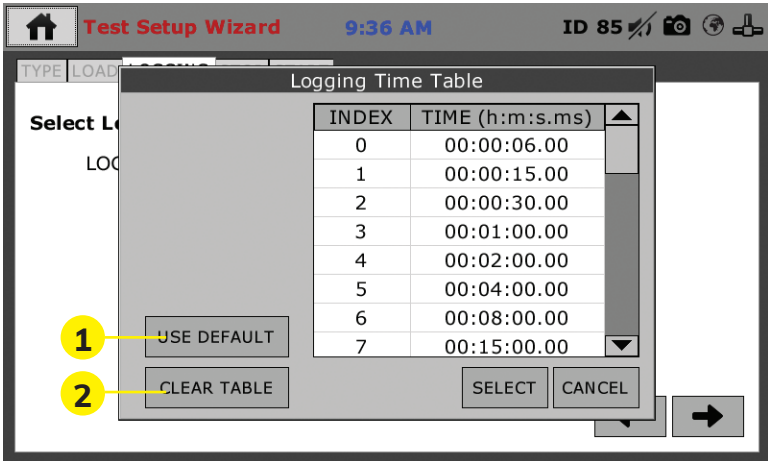 Test Setup Wizard 9:36 AM ID 85
TYPE LOAD
Logging Time Table
Select
INDEX TIME (h:m:s.ms)
0 00:00:06.00
1 00:00:15.00
2 00:00:30.00
3 00:01:00.00
4 00:02:00.00
5 00:04:00.00
6 00:08:00.00
7 00:15:00.00
1 USE DEFAULT
2 CLEAR TABLE
SELECT CANCEL